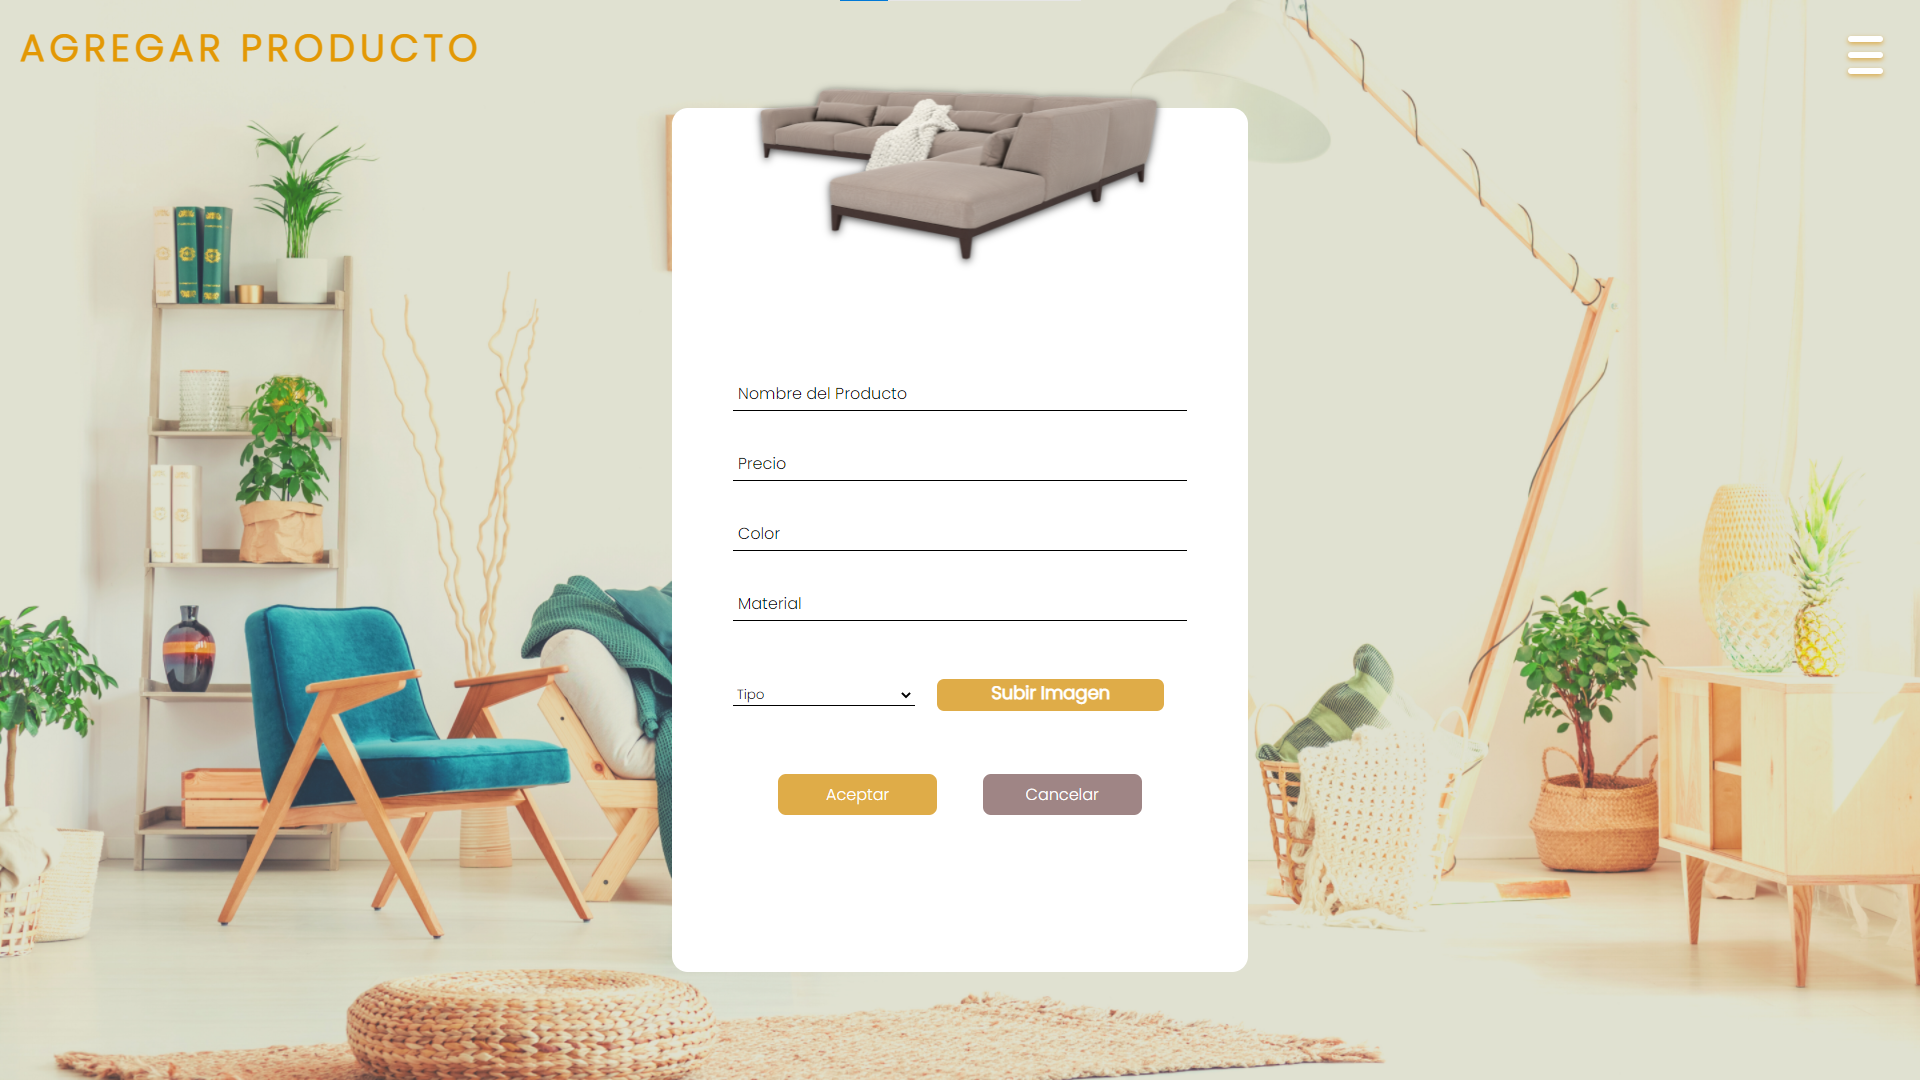 AGREGAR PRODUCTO
Nombre del Producto
Precio
Color
Material
Tipo
Subir Imagen
Aceptar
Cancelar